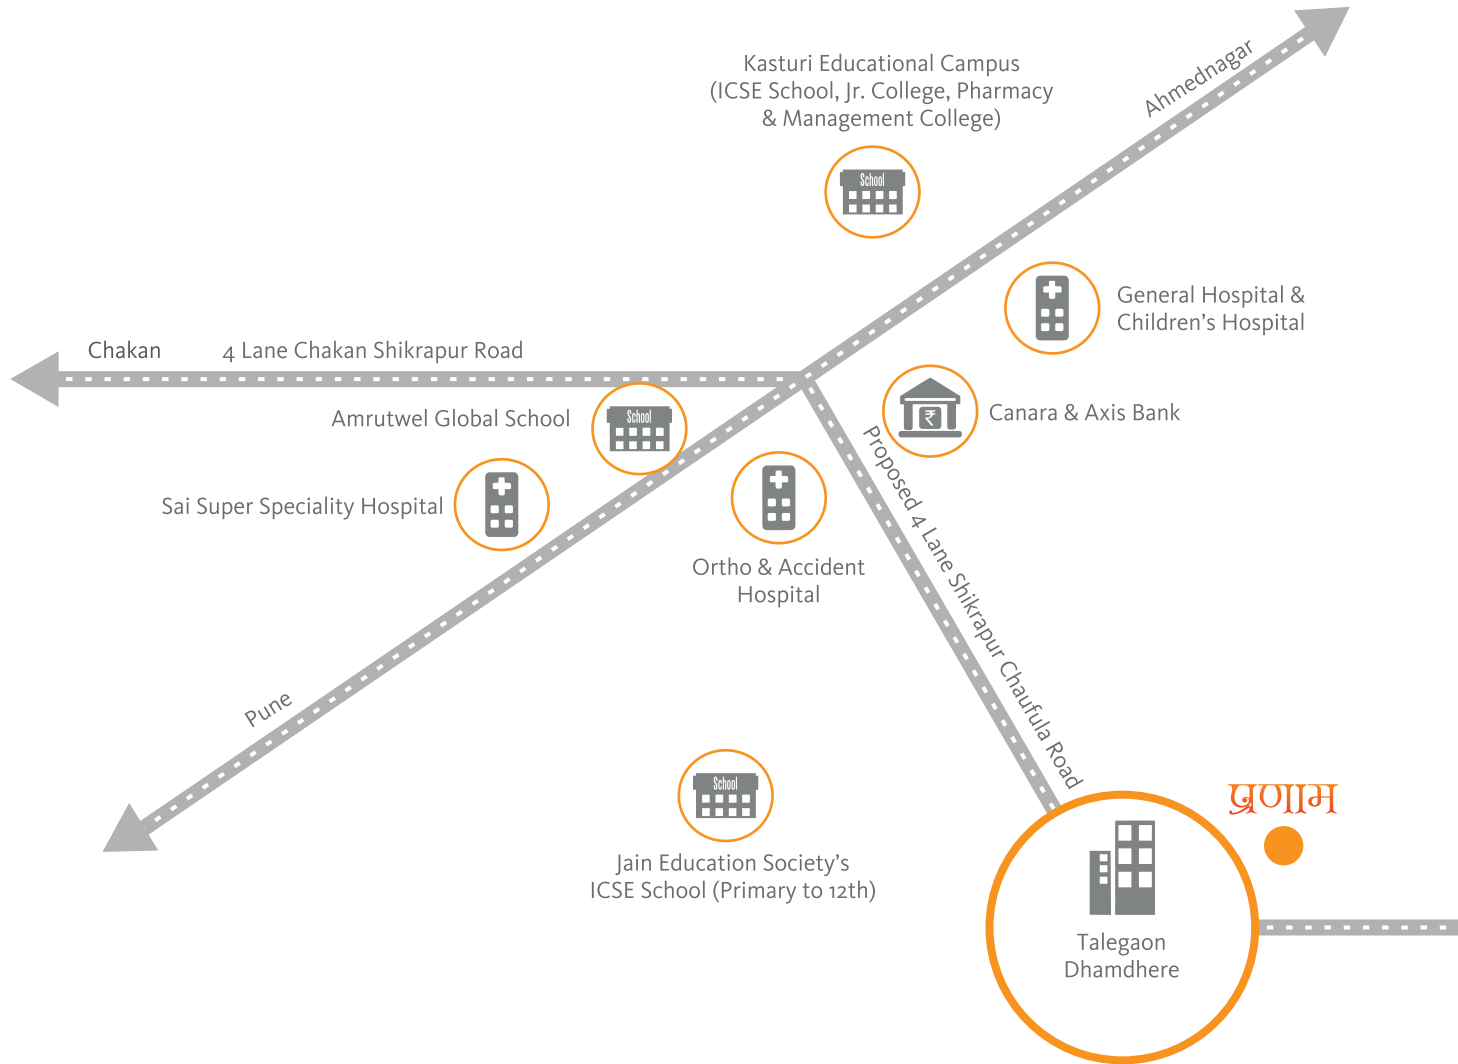 Kasturi Educational Campus
(ICSE School, Jr. College, Pharmacy
& Management College)
School
Ahmednagar
General Hospital &
Children's Hospital
Chakan
4 Lane Chakan Shikrapur Road
Amrutwel Global School
School
₹
Canara & Axis Bank
Sai Super Speciality Hospital
Ortho & Accident
Hospital
Proposed 4 Lane Shikrapur Chaufula Road
Pune
School
Jain Education Society's
ICSE School (Primary to 12th)
प्रणाम
Talegaon
Dhamdhere